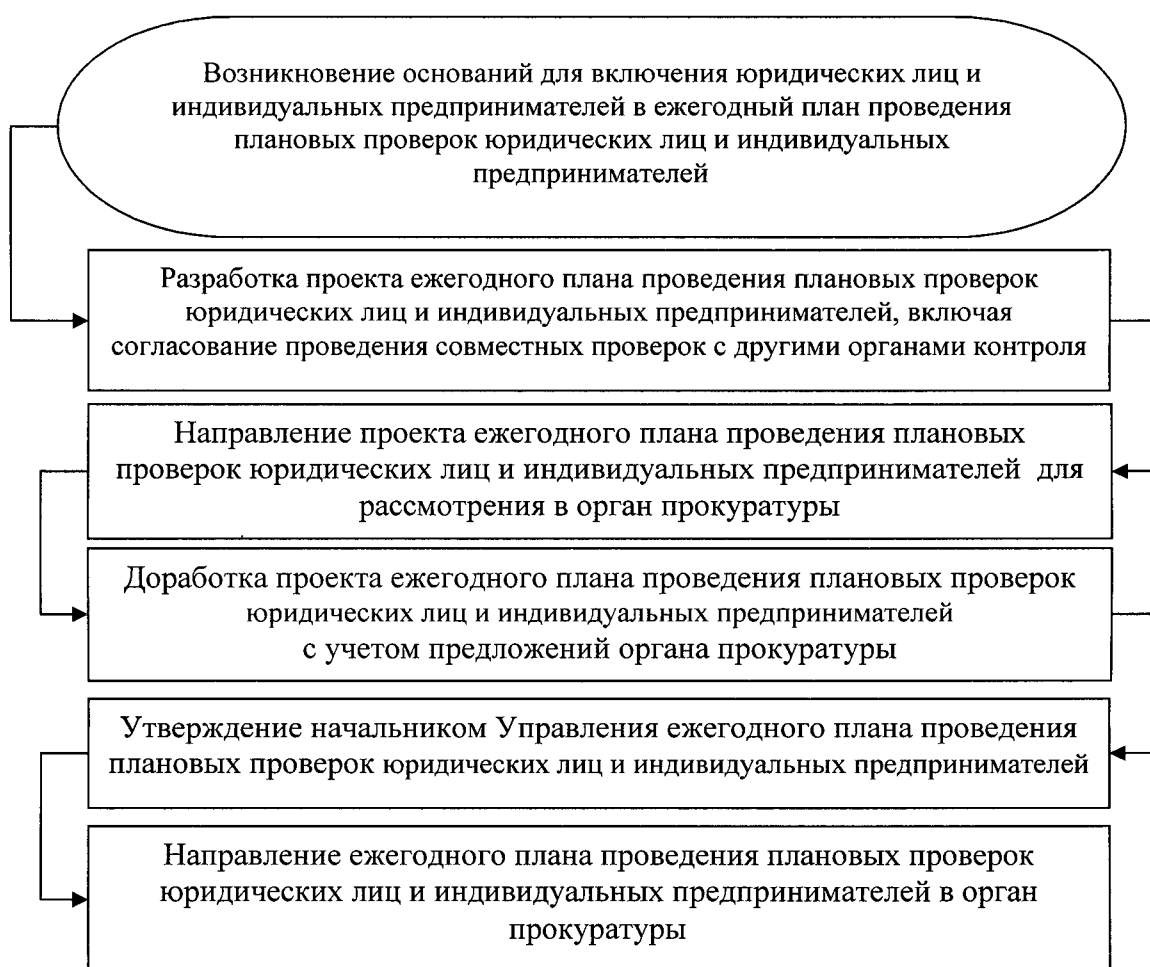 Возникновение оснований для включения юридических лиц и
индивидуальных предпринимателей в ежегодный план проведения
плановых проверок юридических лиц и индивидуальных
предпринимателей
Разработка проекта ежегодного плана проведения плановых проверок
юридических лиц и индивидуальных предпринимателей, включая
согласование проведения совместных проверок с другими органами контроля
Направление проекта ежегодного плана проведения плановых
проверок юридических лиц и индивидуальных предпринимателей для
рассмотрения в орган прокуратуры
Доработка проекта ежегодного плана проведения плановых проверок
юридических лиц и индивидуальных предпринимателей
с учетом предложений органа прокуратуры
Утверждение начальником Управления ежегодного плана проведения
плановых проверок юридических лиц и индивидуальных предпринимателей
Направление ежегодного плана проведения плановых проверок
юридических лиц и индивидуальных предпринимателей в орган
прокуратуры